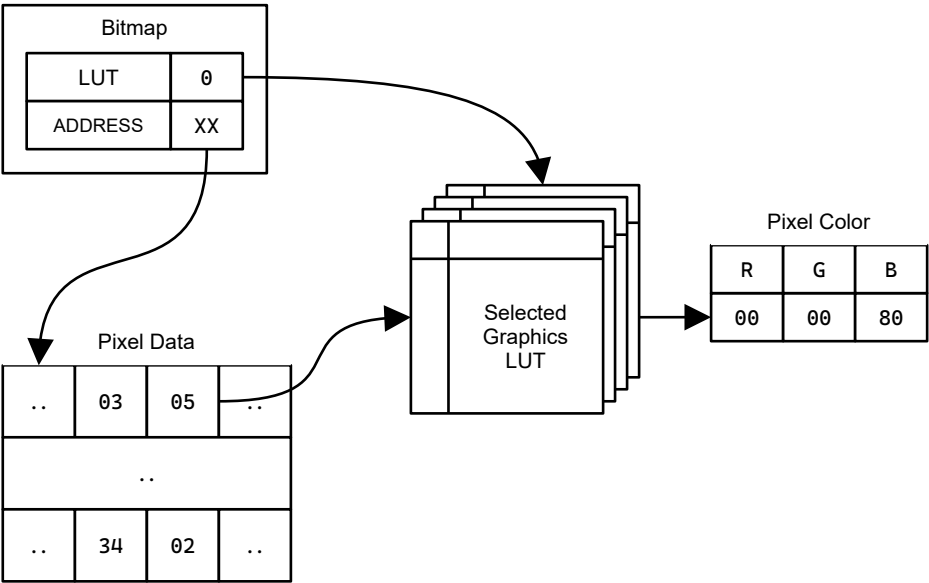 Bitmap
LUT 0
ADDRESS XX
Pixel Color
R G B
00 00 80
Selected
Graphics
LUT
Pixel Data
.. 03 05 ..
..
.. 34 02 ..